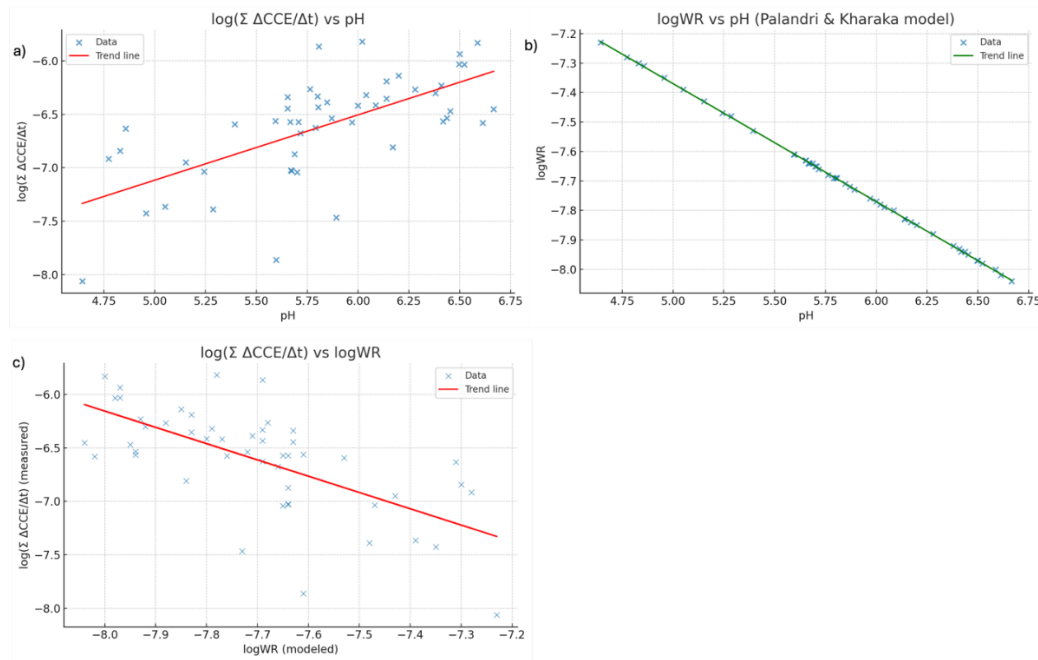 a)
log(Σ ΔCCE/Δt) vs pH
Data
Trend line
−6.0
−6.5
−7.0
−7.5
−8.0
log(Σ ΔCCE/Δt)
4.75 5.00 5.25 5.50 5.75 6.00 6.25 6.50 6.75
pH
b)
logWR vs pH (Palandri & Kharaka model)
Data
Trend line
−7.2
−7.3
−7.4
−7.5
−7.6
−7.7
−7.8
−7.9
−8.0
logWR
4.75 5.00 5.25 5.50 5.75 6.00 6.25 6.50 6.75
pH
c)
log(Σ ΔCCE/Δt) vs logWR
Data
Trend line
−6.0
−6.5
−7.0
−7.5
−8.0
log(Σ ΔCCE/Δt) (measured)
−8.0 −7.9 −7.8 −7.7 −7.6 −7.5 −7.4 −7.3 −7.2
logWR (modeled)